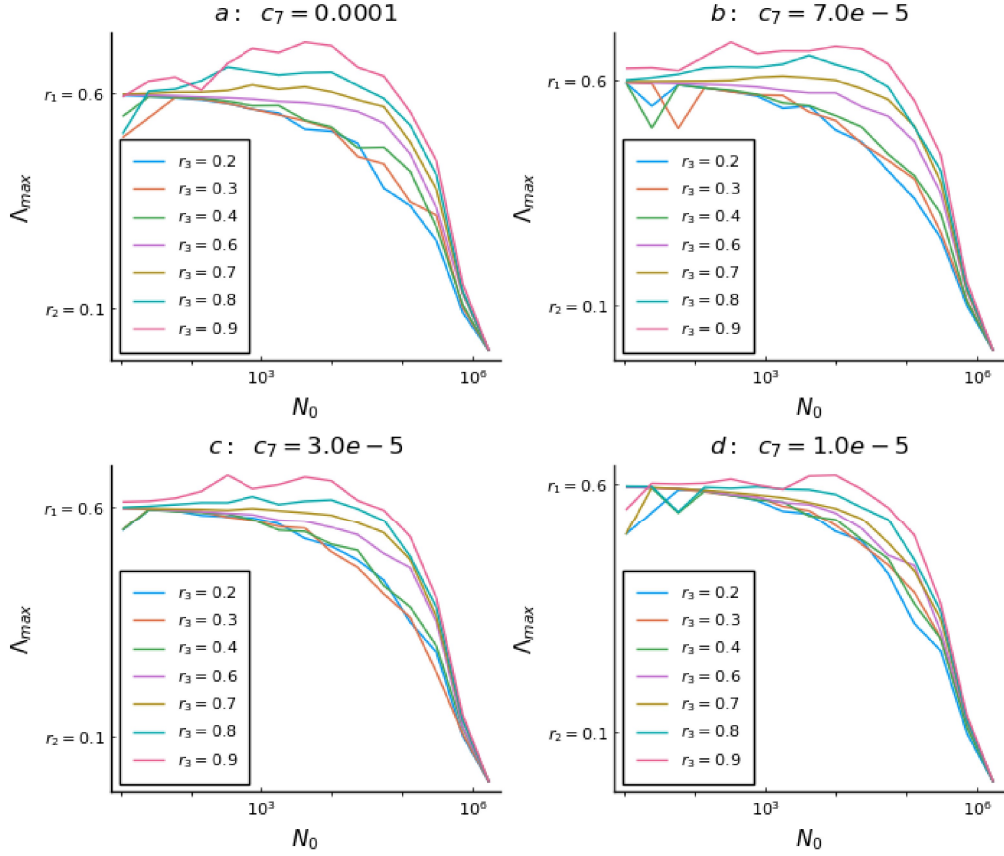 a: c₇ = 0.0001
r₁ = 0.6
r₂ = 0.1
Λₘₐₓ
r₃ = 0.2
r₃ = 0.3
r₃ = 0.4
r₃ = 0.6
r₃ = 0.7
r₃ = 0.8
r₃ = 0.9
10³
10⁶
N₀
b: c₇ = 7.0e − 5
r₁ = 0.6
r₂ = 0.1
Λₘₐₓ
r₃ = 0.2
r₃ = 0.3
r₃ = 0.4
r₃ = 0.6
r₃ = 0.7
r₃ = 0.8
r₃ = 0.9
10³
10⁶
N₀
c: c₇ = 3.0e − 5
r₁ = 0.6
r₂ = 0.1
Λₘₐₓ
r₃ = 0.2
r₃ = 0.3
r₃ = 0.4
r₃ = 0.6
r₃ = 0.7
r₃ = 0.8
r₃ = 0.9
10³
10⁶
N₀
d: c₇ = 1.0e − 5
r₁ = 0.6
r₂ = 0.1
Λₘₐₓ
r₃ = 0.2
r₃ = 0.3
r₃ = 0.4
r₃ = 0.6
r₃ = 0.7
r₃ = 0.8
r₃ = 0.9
10³
10⁶
N₀